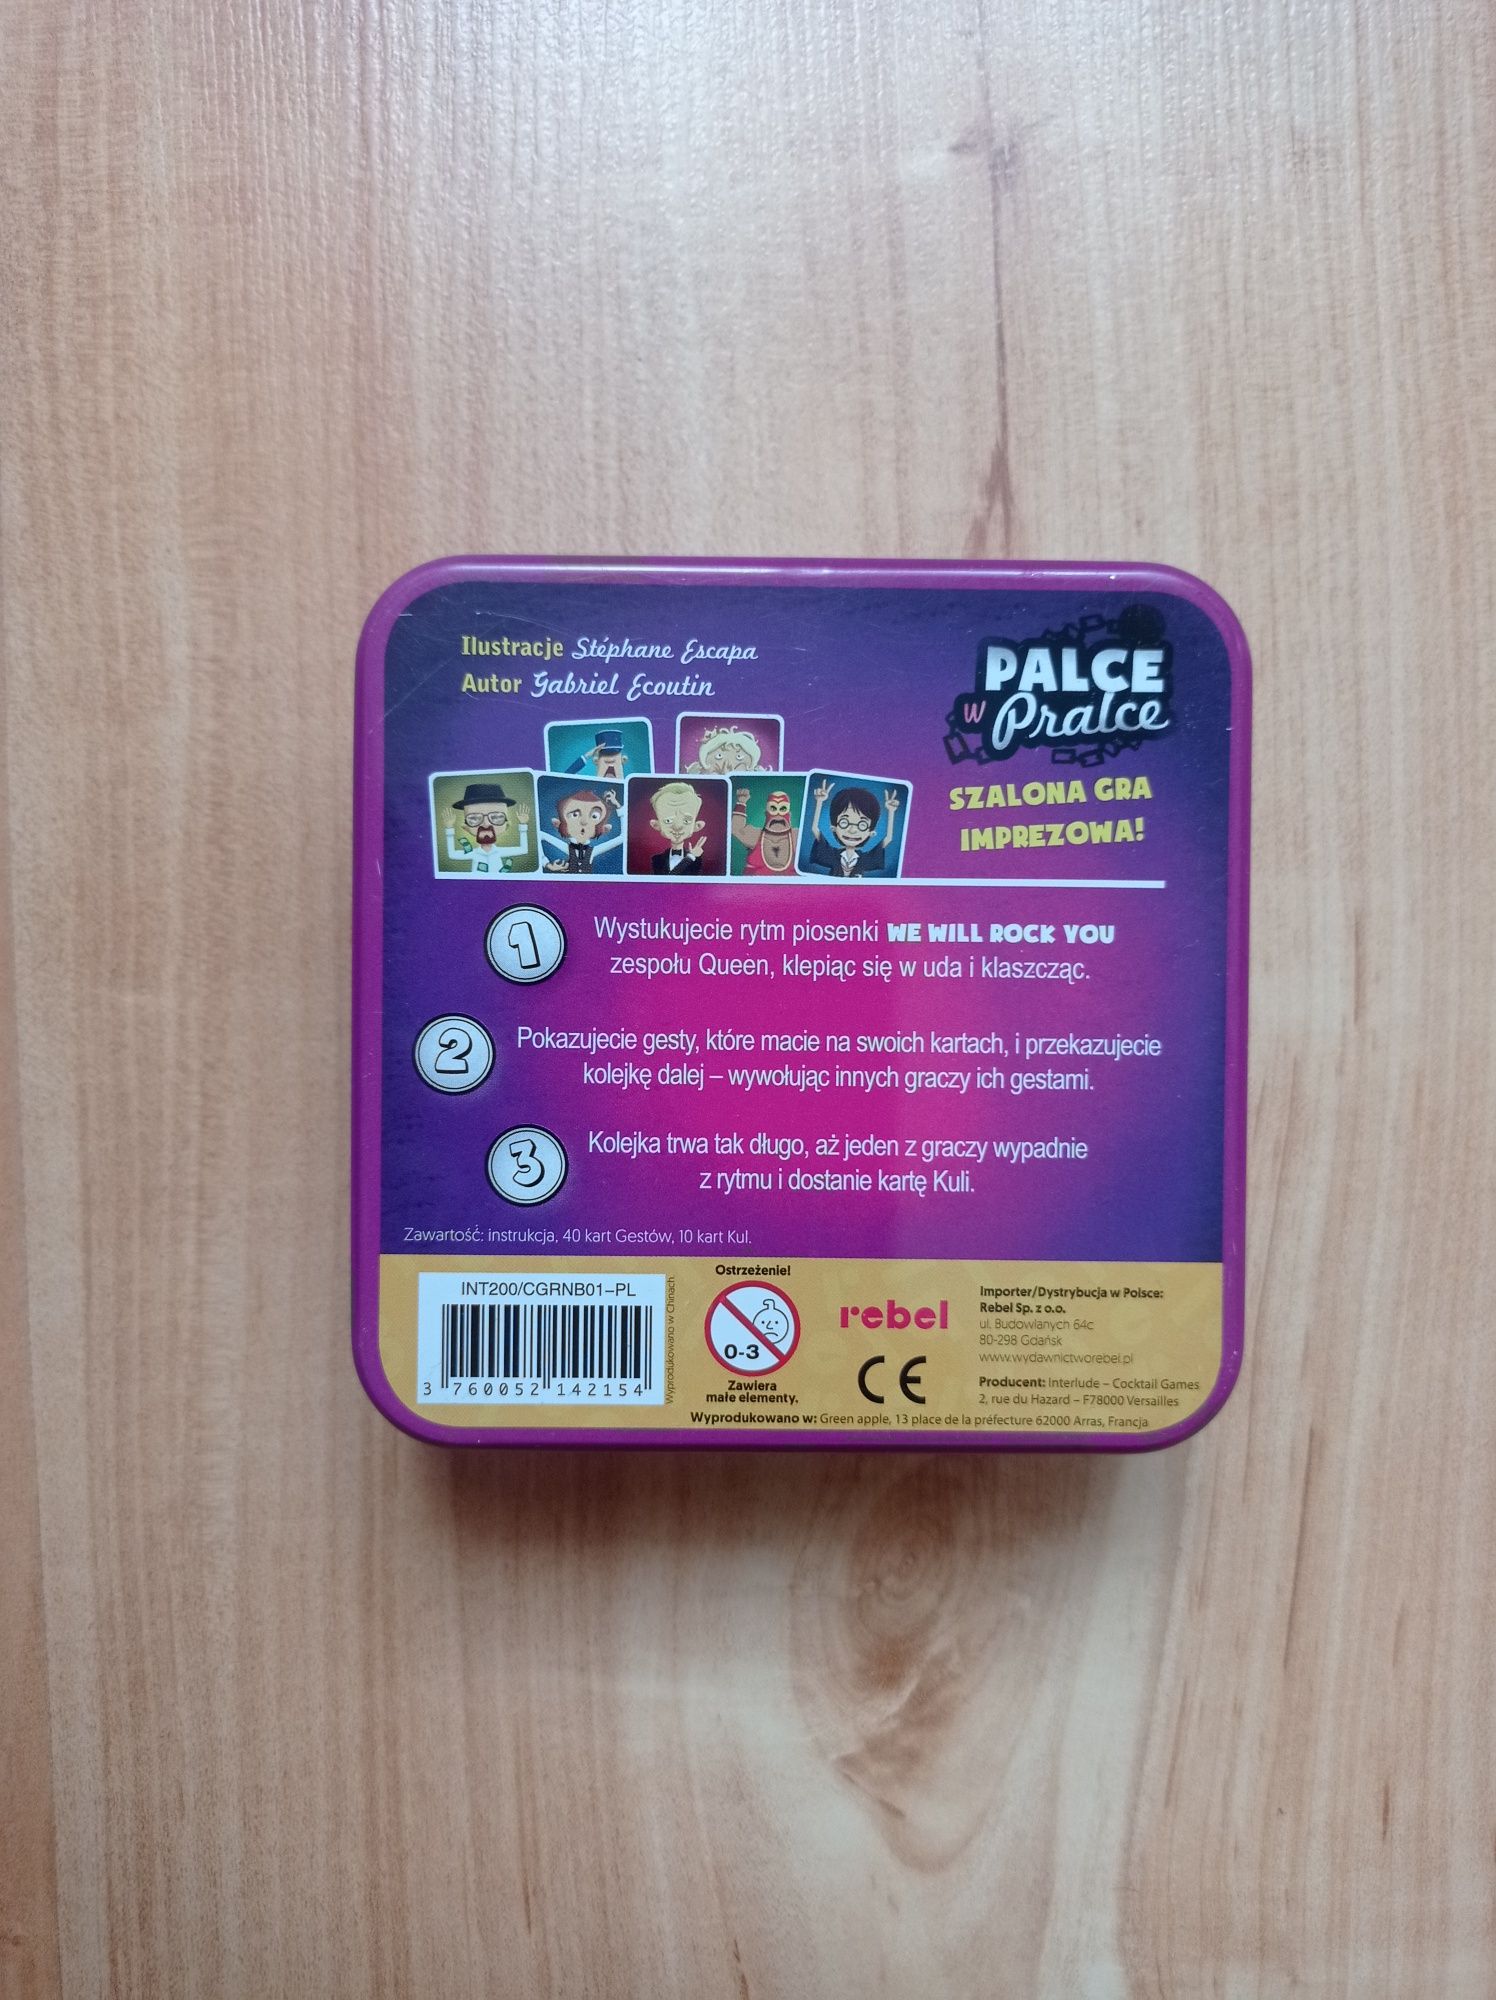 Ilustracje Stéphane Escapa
Autor Gabriel Ecoutin
PALCE
w Pralce
SZALONA GRA
IMPREZOWA!
1
Wystukujecie rytm piosenki WE WILL ROCK YOU
zespołu Queen, klepiąc się w uda i klaszcząc.
2
Pokazujecie gesty, które macie na swoich kartach, i przekazujecie
kolejkę dalej – wywołując innych graczy ich gestami.
3
Kolejka trwa tak długo, aż jeden z graczy wypadnie
z rytmu i dostanie kartę Kuli.
Zawartość: instrukcja, 40 kart Gestów, 10 kart Kul.
INT200/CGRNB01-PL
3 760052 142154
Wyprodukowano w Chinach.
Ostrzeżenie!
0-3
Zawiera
małe elementy.
rebel
CE
Importer/Dystrybucja w Polsce:
Rebel Sp. z o.o.
ul. Budowlanych 64c
80-298 Gdańsk
www.wydawnictworebel.pl
Producent: Interlude – Cocktail Games
2, rue du Hazard – F78000 Versailles
Wyprodukowano w: Green apple, 13 place de la préfecture 62000 Arras, Francja